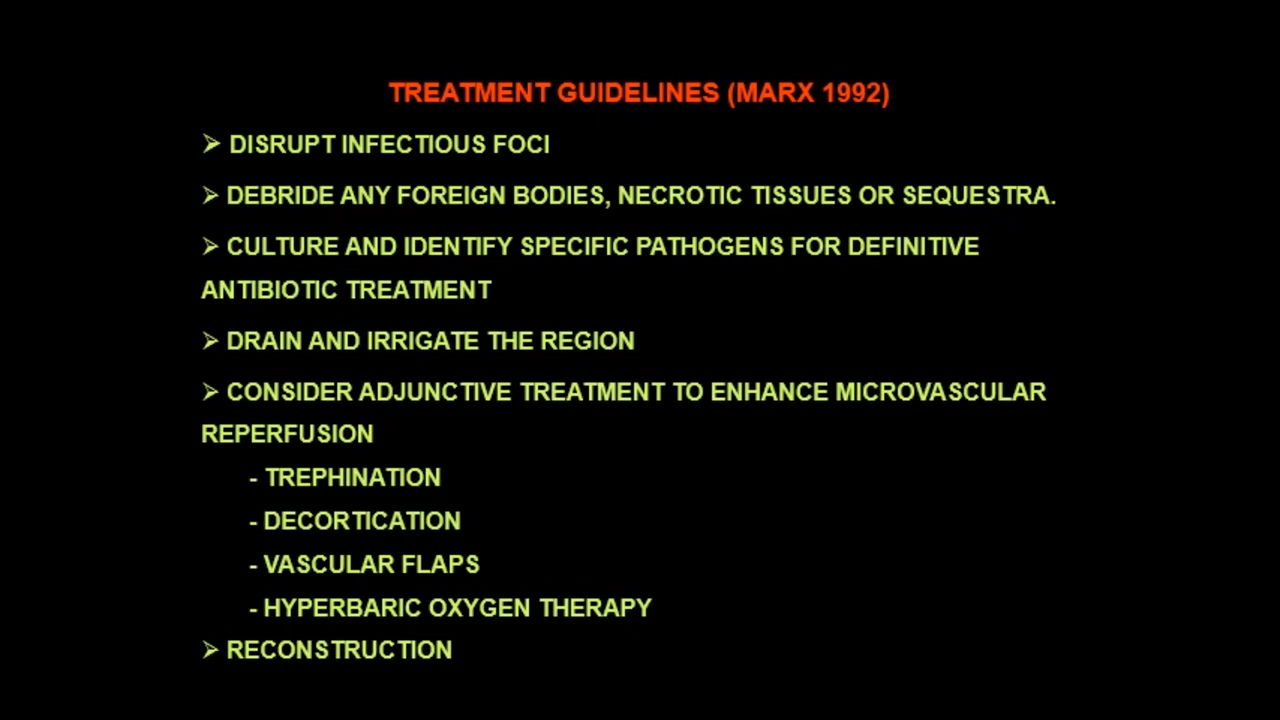 TREATMENT GUIDELINES (MARX 1992)
➢ DISRUPT INFECTIOUS FOCI
➢ DEBRIDE ANY FOREIGN BODIES, NECROTIC TISSUES OR SEQUESTRA.
➢ CULTURE AND IDENTIFY SPECIFIC PATHOGENS FOR DEFINITIVE
ANTIBIOTIC TREATMENT
➢ DRAIN AND IRRIGATE THE REGION
➢ CONSIDER ADJUNCTIVE TREATMENT TO ENHANCE MICROVASCULAR
REPERFUSION
- TREPHINATION
- DECORTICATION
- VASCULAR FLAPS
- HYPERBARIC OXYGEN THERAPY
➢ RECONSTRUCTION